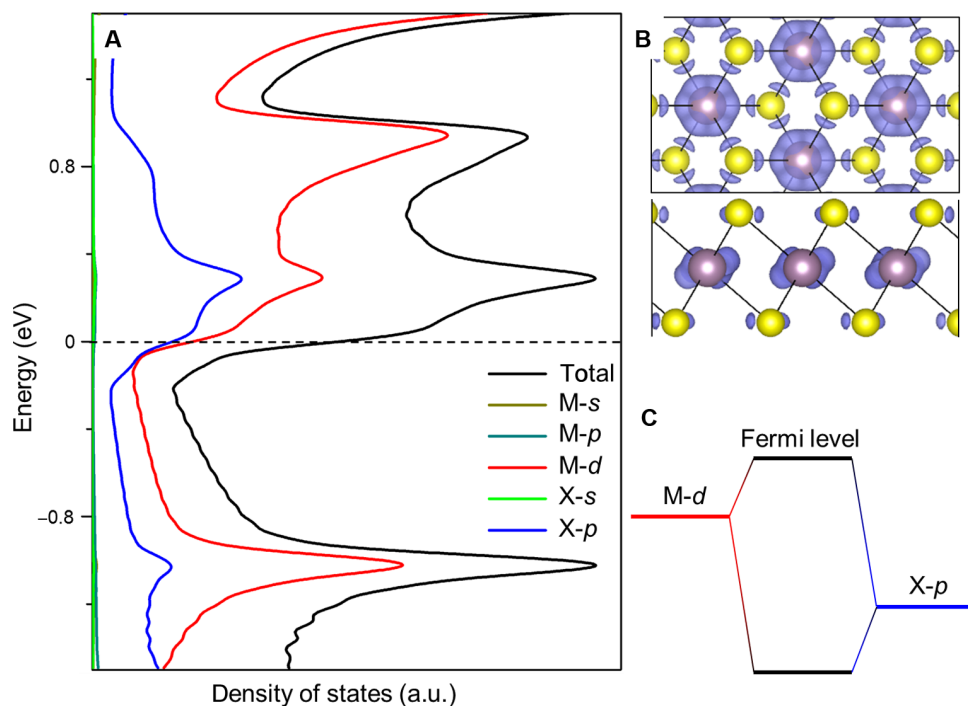 A
0.8
0
–0.8
Energy (eV)
Density of states (a.u.)
Total
M-s
M-p
M-d
X-s
X-p
B
C
Fermi level
M-d
X-p